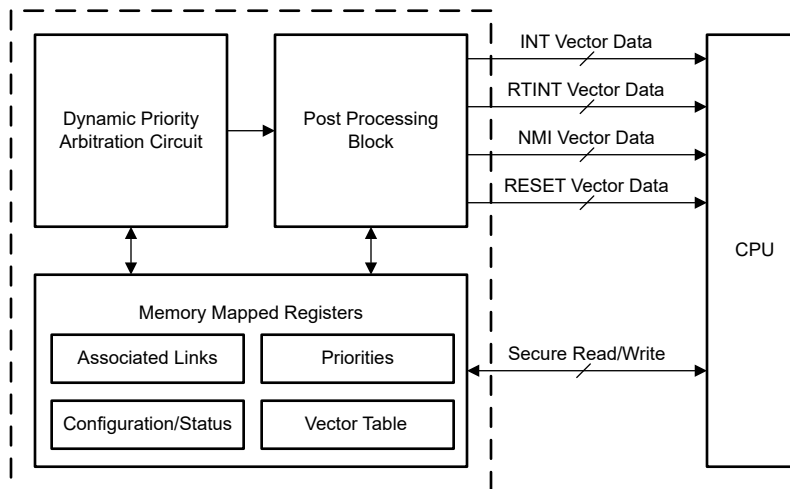 Dynamic Priority
Arbitration Circuit
Post Processing
Block
INT Vector Data
RTINT Vector Data
NMI Vector Data
RESET Vector Data
CPU
Memory Mapped Registers
Associated Links
Priorities
Configuration/Status
Vector Table
Secure Read/Write